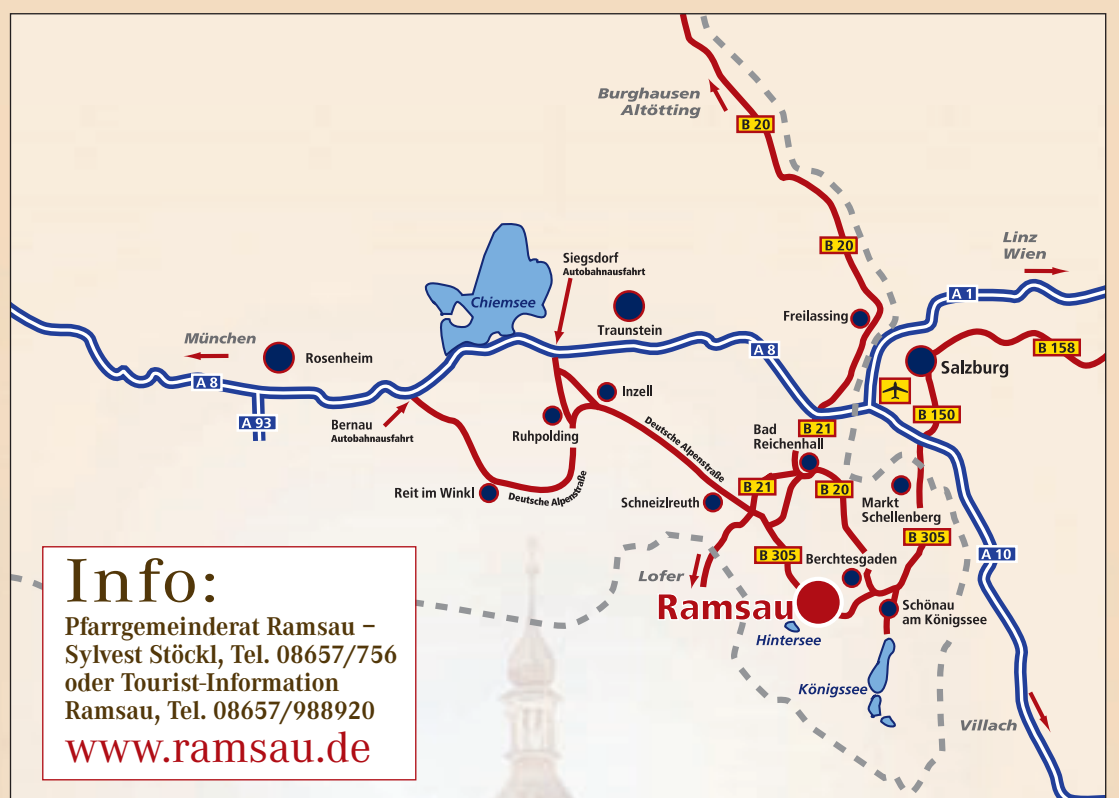 Burghausen
Altötting
B 20
B 20
Linz
Wien
A 1
Siegsdorf
Autobahnausfahrt
Chiemsee
Traunstein
Freilassing
München
Rosenheim
A 8
A 8
B 158
Salzburg
A 93
Bernau
Autobahnausfahrt
Inzell
Ruhpolding
Deutsche Alpenstraße
B 150
B 21
Bad
Reichenhall
Reit im Winkl
Deutsche Alpenstraße
Schneizlreuth
B 21
B 20
Markt
Schellenberg
B 305
B 305
Berchtesgaden
A 10
Lofer
Ramsau
Schönau
am Königssee
Hintersee
Königssee
Villach
Info:
Pfarrgemeinderat Ramsau –
Sylvest Stöckl, Tel. 08657/756
oder Tourist-Information
Ramsau, Tel. 08657/988920
www.ramsau.de